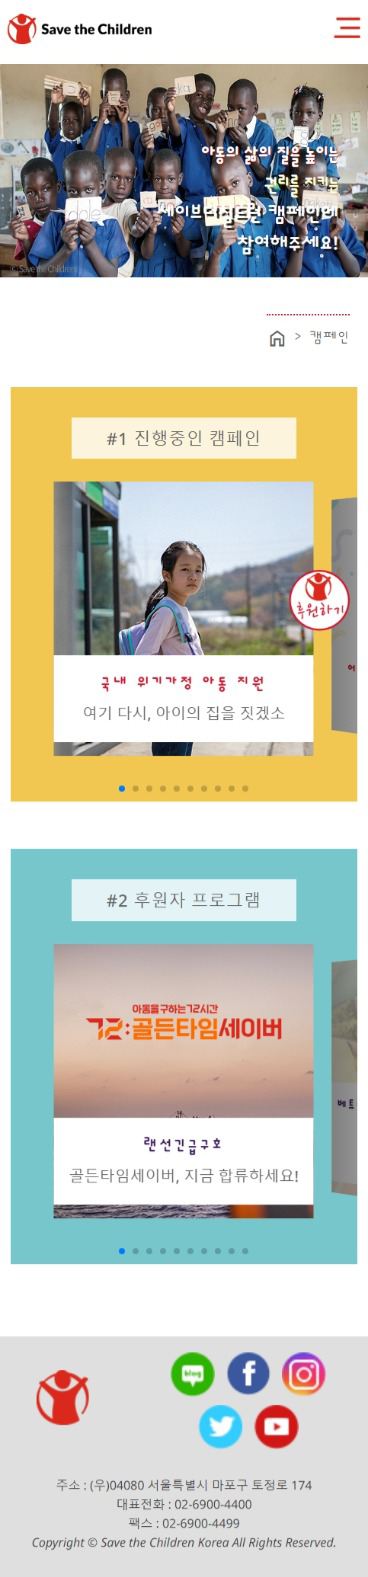 Save the Children
아동의 삶의 질을 높이는
권리를 지키는
세이브더칠드런 캠페인에
참여해주세요!
© Save the Children
> 캠페인
#1 진행중인 캠페인
후원하기
국내 위기가정 아동 지원
여기 다시, 아이의 집을 짓겠소
#2 후원자 프로그램
아동을구하는72시간
72:골든타임세이버
베트
랜선긴급구호
골든타임세이버, 지금 합류하세요!
blog
주소 : (우)04080 서울특별시 마포구 토정로 174
대표전화 : 02-6900-4400
팩스 : 02-6900-4499
Copyright © Save the Children Korea All Rights Reserved.